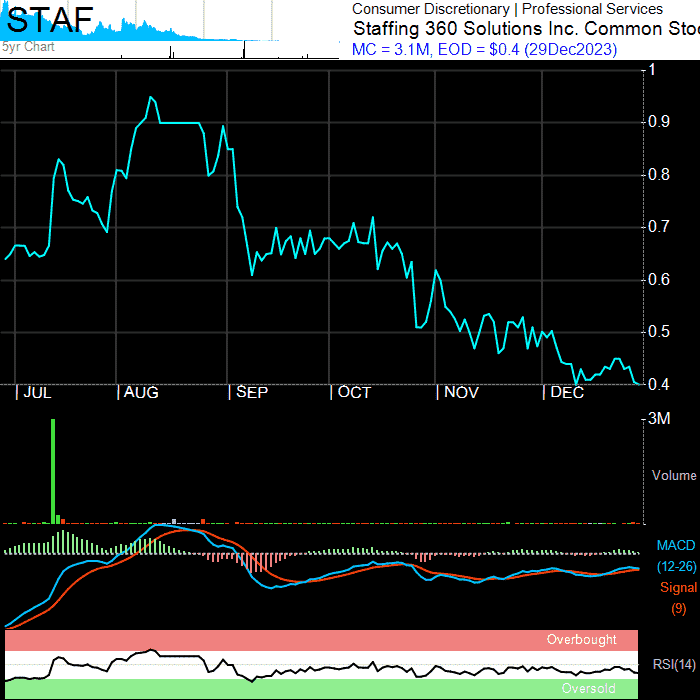 STAF
Consumer Discretionary | Professional Services
Staffing 360 Solutions Inc. Common Stoc
MC = 3.1M, EOD = $0.4 (29Dec2023)
5yr Chart
1
0.9
0.8
0.7
0.6
0.5
0.4
JUL AUG SEP OCT NOV DEC
3M
Volume
MACD
(12-26)
Signal
(9)
Overbought
RSI(14)
Oversold